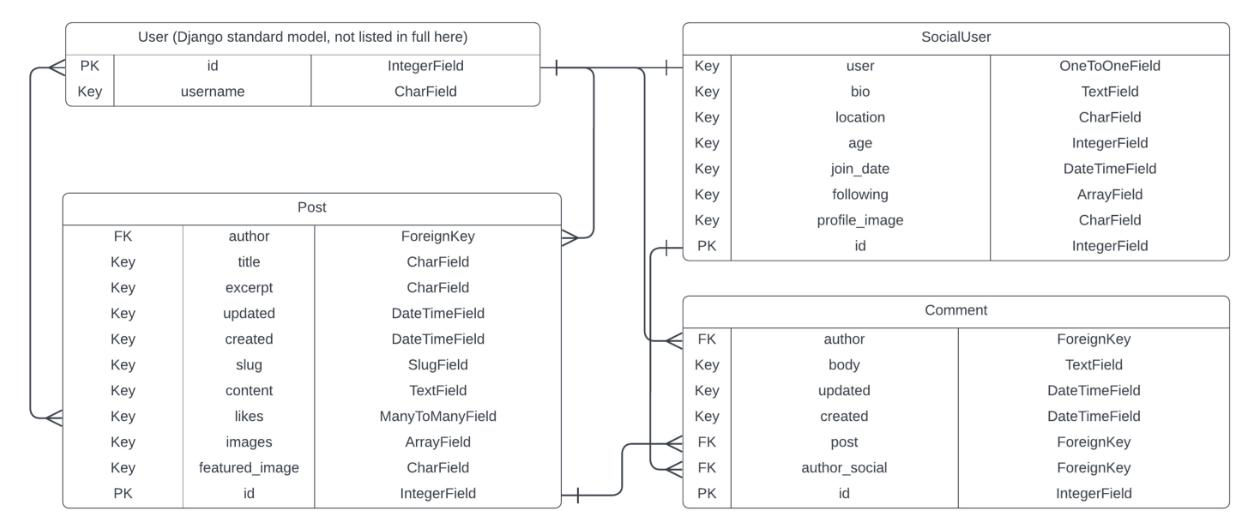 User (Django standard model, not listed in full here)
PK id IntegerField
Key username CharField
SocialUser
Key user OneToOneField
Key bio TextField
Key location CharField
Key age IntegerField
Key join_date DateTimeField
Key following ArrayField
Key profile_image CharField
PK id IntegerField
Post
FK author ForeignKey
Key title CharField
Key excerpt CharField
Key updated DateTimeField
Key created DateTimeField
Key slug SlugField
Key content TextField
Key likes ManyToManyField
Key images ArrayField
Key featured_image CharField
PK id IntegerField
Comment
FK author ForeignKey
Key body TextField
Key updated DateTimeField
Key created DateTimeField
FK post ForeignKey
FK author_social ForeignKey
PK id IntegerField